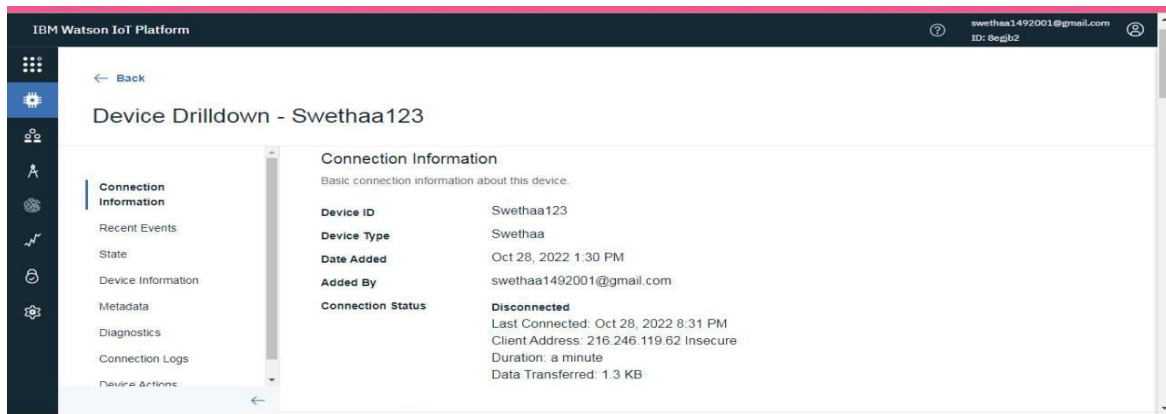 IBM Watson IoT Platform
swethaa1492001@gmail.com
ID: 8egjb2
Back
Device Drilldown - Swethaa123
Connection
Information
Recent Events
State
Device Information
Metadata
Diagnostics
Connection Logs
Device Actions
Connection Information
Basic connection information about this device.
Device ID Swethaa123
Device Type Swethaa
Date Added Oct 28, 2022 1:30 PM
Added By swethaa1492001@gmail.com
Connection Status Disconnected
Last Connected: Oct 28, 2022 8:31 PM
Client Address: 216.246.119.62 Insecure
Duration: a minute
Data Transferred: 1.3 KB